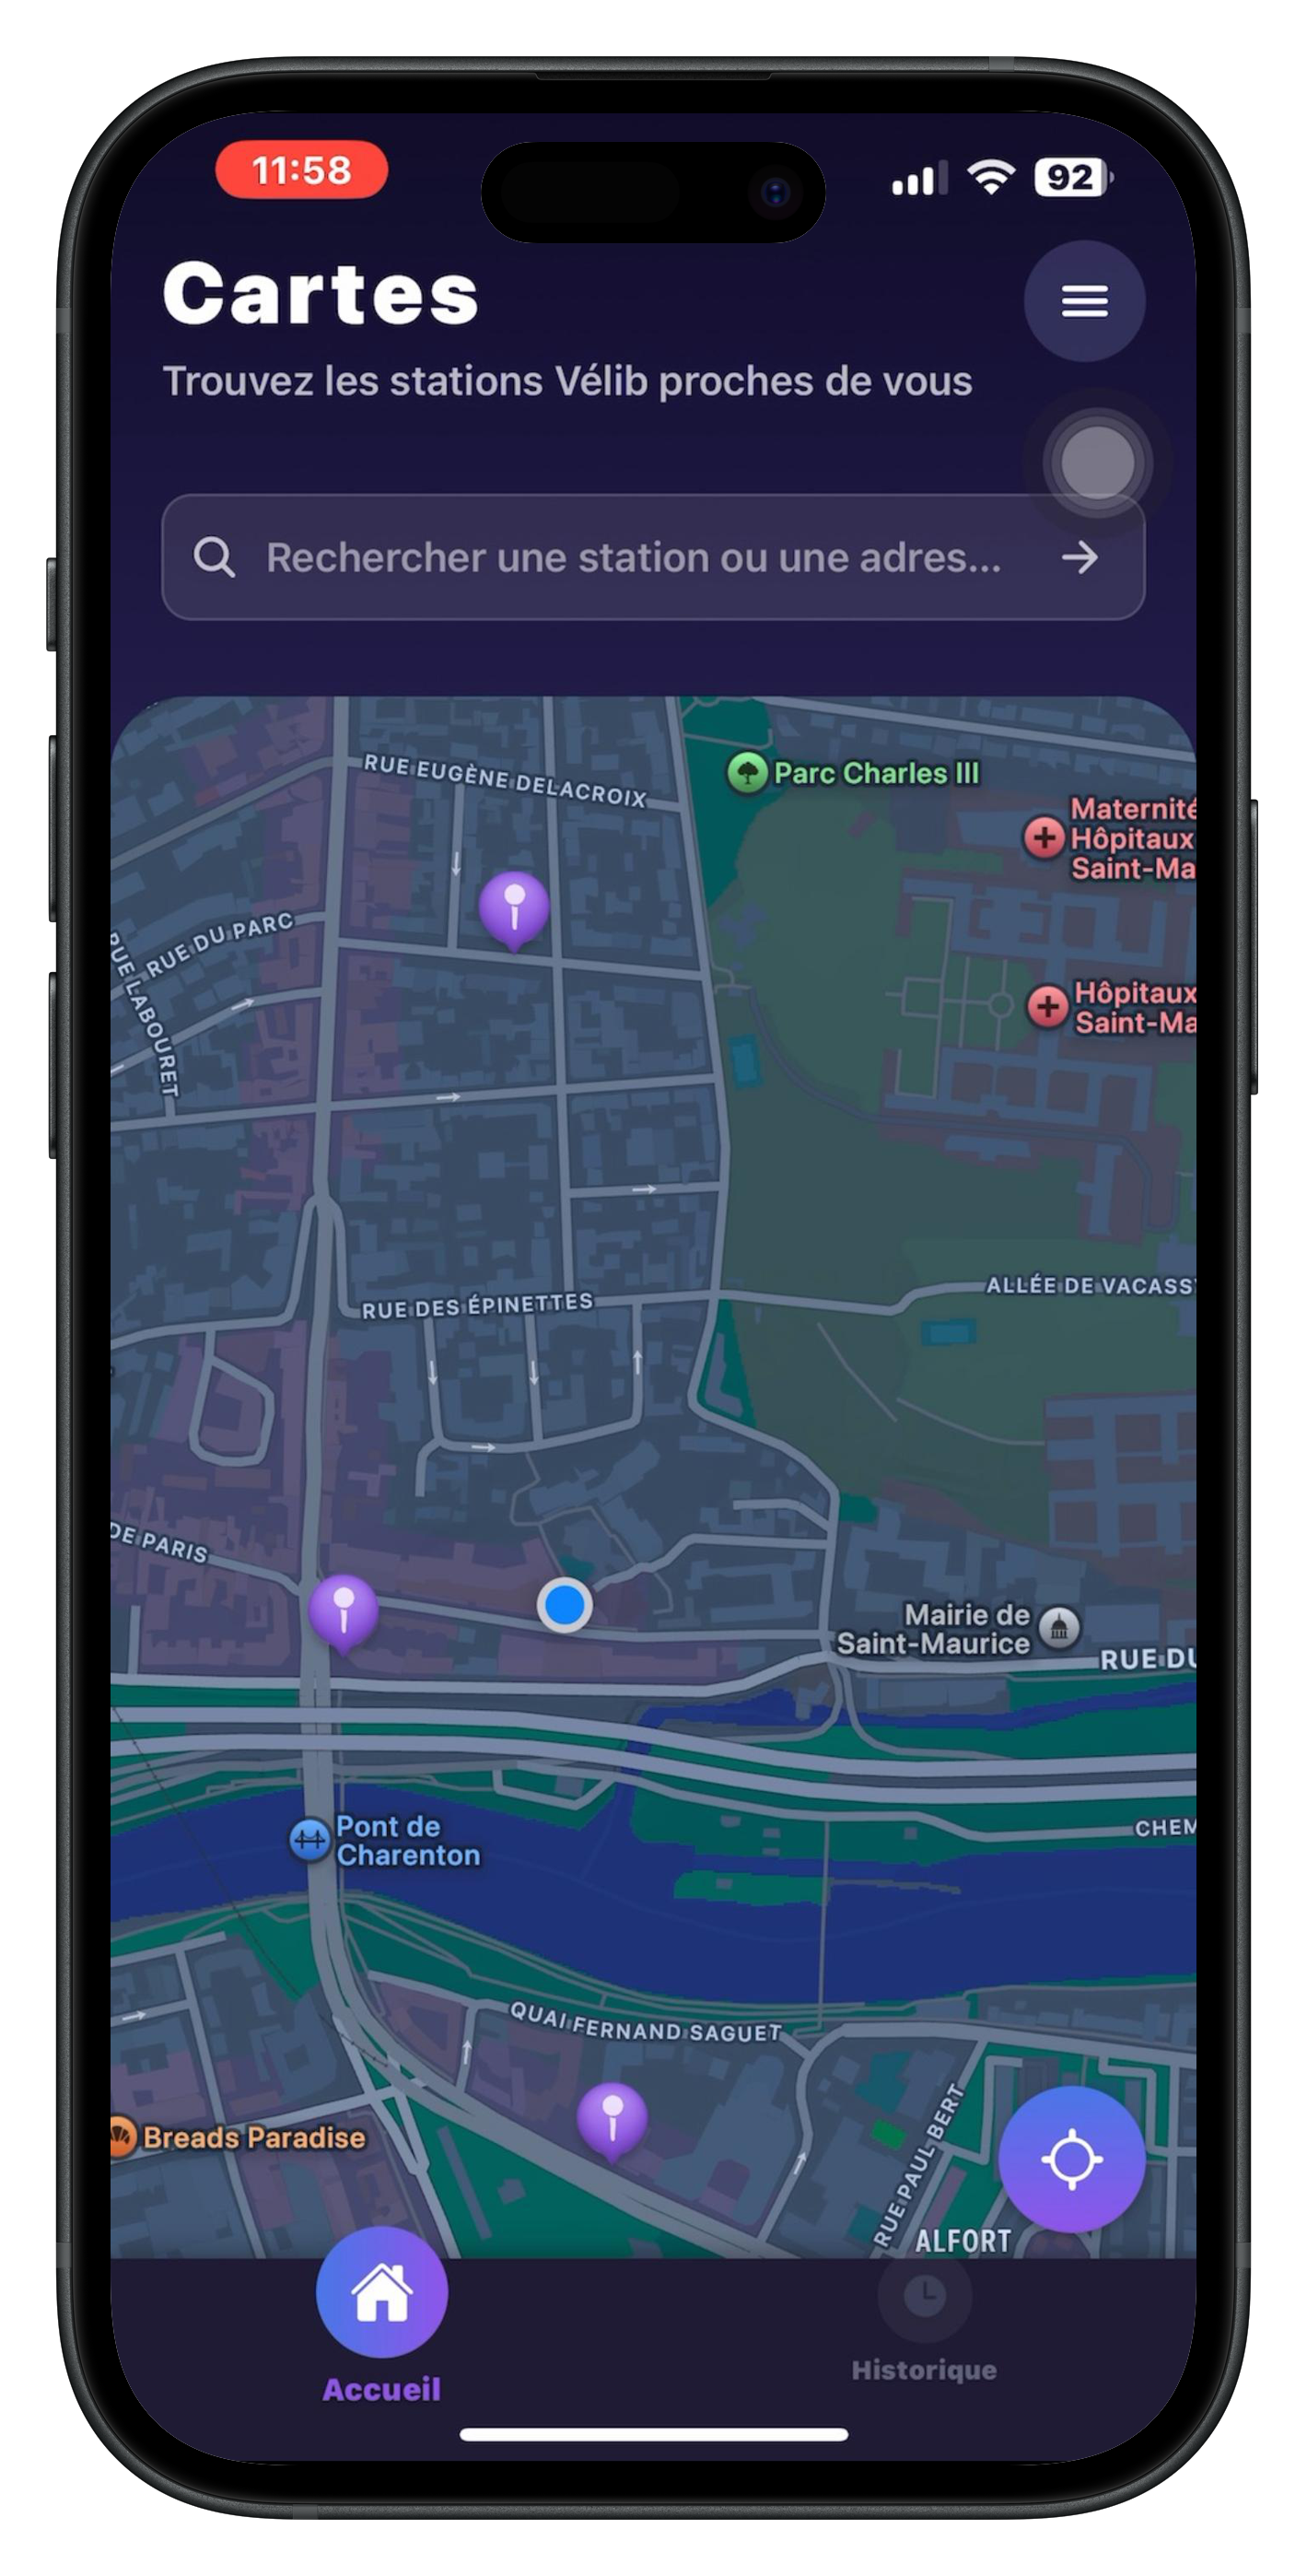 11:58
92
Cartes
Trouvez les stations Vélib proches de vous
Rechercher une station ou une adres...
RUE EUGÈNE DELACROIX
Parc Charles III
Maternité
Hôpitaux
Saint-Ma
RUE DU PARC
RUE LABOURET
Hôpitaux
Saint-Ma
ALLÉE DE VACASSY
RUE DES ÉPINETTES
DE PARIS
Mairie de
Saint-Maurice
RUE DU
Pont de
Charenton
CHEM
QUAI FERNAND SAGUET
Breads Paradise
RUE PAUL BERT
ALFORT
Accueil
Historique